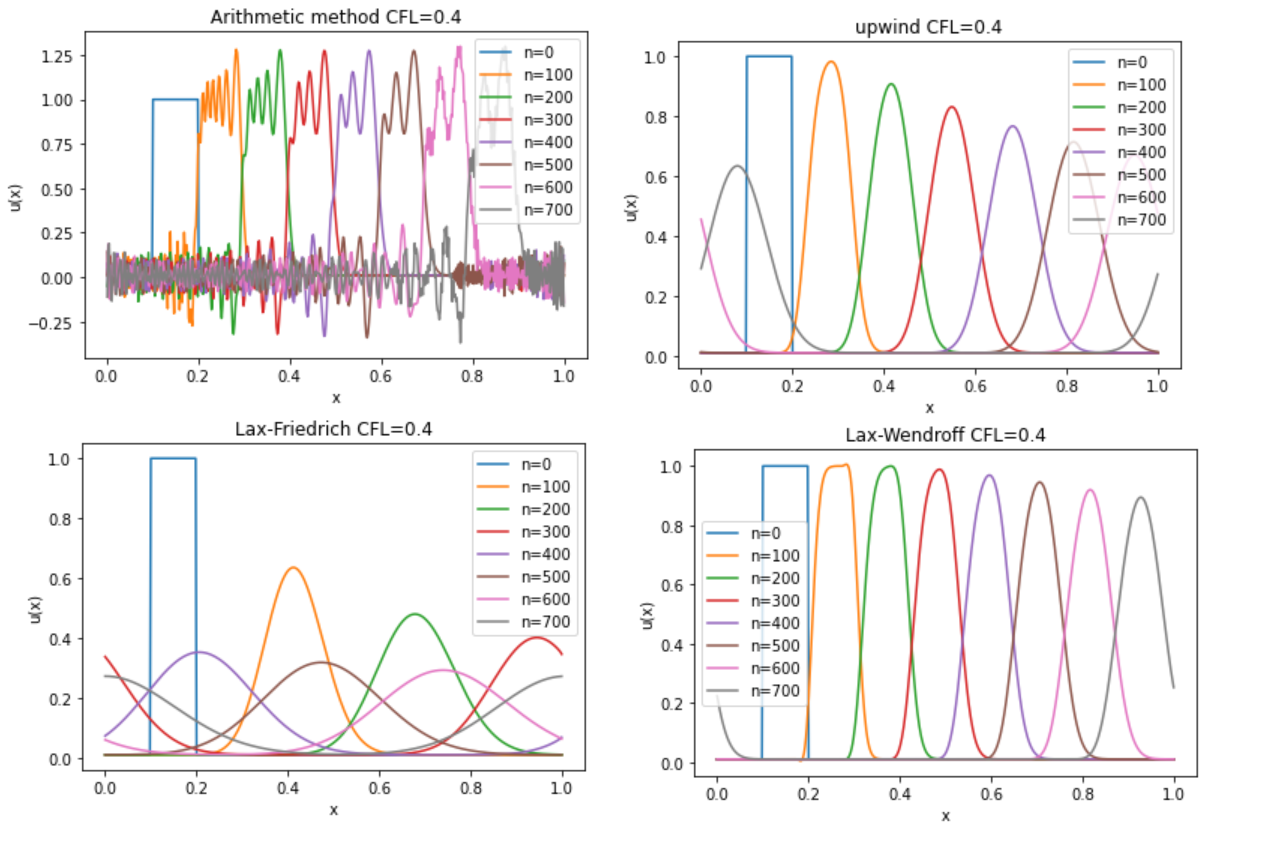 Arithmetic method CFL=0.4
u(x)
1.25
1.00
0.75
0.50
0.25
0.00
−0.25
n=0
n=100
n=200
n=300
n=400
n=500
n=600
n=700
0.0 0.2 0.4 0.6 0.8 1.0
x
upwind CFL=0.4
u(x)
1.0
0.8
0.6
0.4
0.2
0.0
n=0
n=100
n=200
n=300
n=400
n=500
n=600
n=700
0.0 0.2 0.4 0.6 0.8 1.0
x
Lax-Friedrich CFL=0.4
u(x)
1.0
0.8
0.6
0.4
0.2
0.0
n=0
n=100
n=200
n=300
n=400
n=500
n=600
n=700
0.0 0.2 0.4 0.6 0.8 1.0
x
Lax-Wendroff CFL=0.4
u(x)
1.0
0.8
0.6
0.4
0.2
0.0
n=0
n=100
n=200
n=300
n=400
n=500
n=600
n=700
0.0 0.2 0.4 0.6 0.8 1.0
x